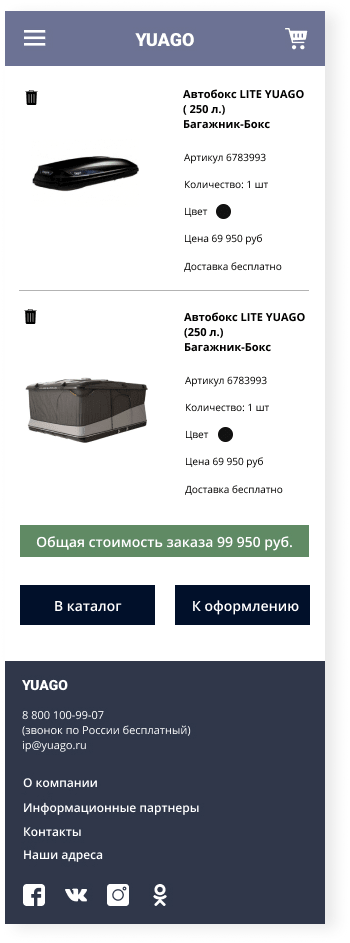 YUAGO
Автобокс LITE YUAGO
( 250 л.)
Багажник-Бокс
Артикул 6783993
Количество: 1 шт
Цвет
Цена 69 950 руб
Доставка бесплатно
Автобокс LITE YUAGO
(250 л.)
Багажник-Бокс
Артикул 6783993
Количество: 1 шт
Цвет
Цена 69 950 руб
Доставка бесплатно
Общая стоимость заказа 99 950 руб.
В каталог
К оформлению
YUAGO
8 800 100-99-07
(звонок по России бесплатный)
ip@yuago.ru
О компании
Информационные партнеры
Контакты
Наши адреса